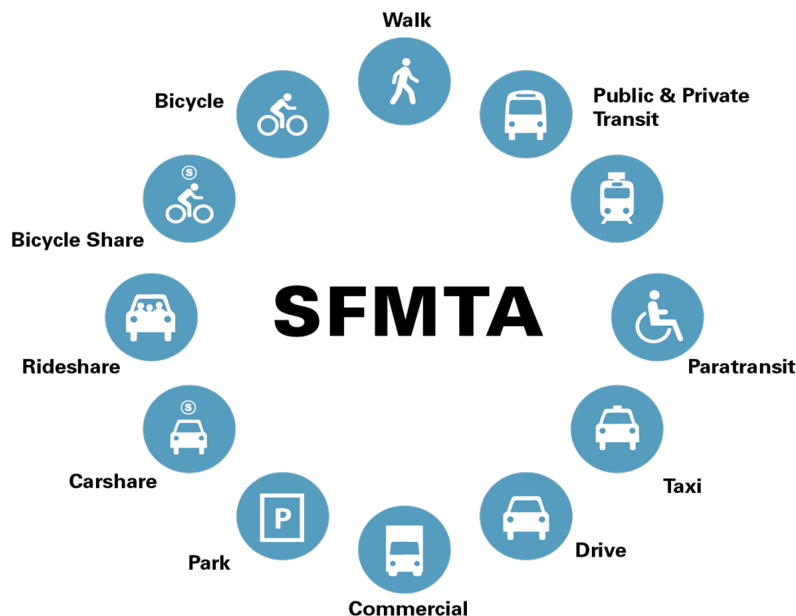 Walk
Bicycle
Public & Private
Transit
S
Bicycle Share
SFMTA
Rideshare
Paratransit
S
Carshare
Taxi
P
Park
Drive
Commercial